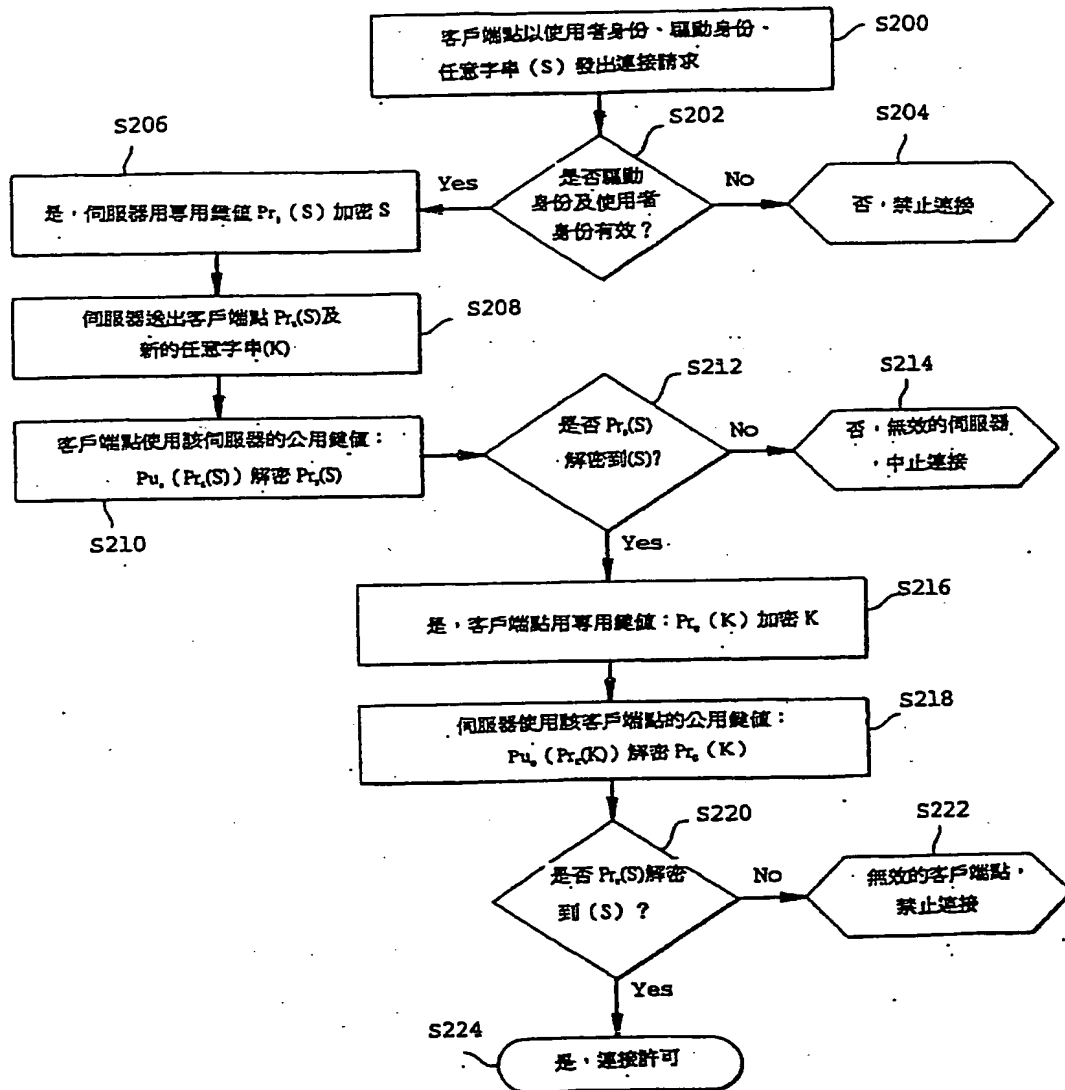 客戶端點以使用者身份、驅動身份、
任意字串（S）發出連接請求
S200
S202
是否驅動
身份及使用者
身份有效？
Yes
No
S204
否，禁止連接
S206
是，伺服器用專用鍵值 Prs（S）加密 S
伺服器送出客戶端點 Prs(S)及
新的任意字串(K)
S208
客戶端點使用該伺服器的公用鍵值：
Pus（Prs(S)）解密 Prs(S)
S210
S212
是否 Prs(S)
解密到(S)?
No
Yes
S214
否，無效的伺服器
，中止連接
S216
是，客戶端點用專用鍵值：Prc（K）加密 K
S218
伺服器使用該客戶端點的公用鍵值：
Puc（Prc(K)）解密 Prc（K）
S220
是否 Prc(S)解密
到（S）？
No
Yes
S222
無效的客戶端點，
禁止連接
S224
是，連接許可